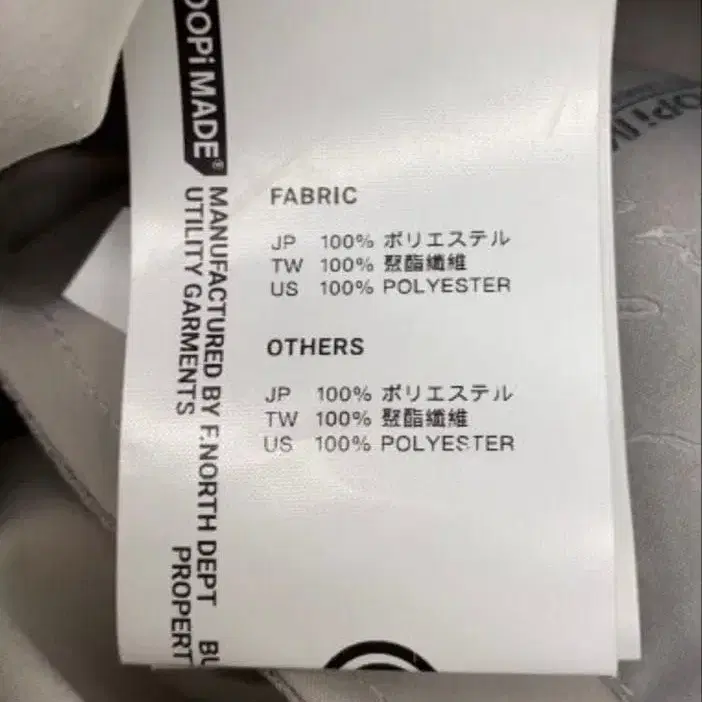 OOPiMADE®
MANUFACTURED BY F.NORTH DEPT
UTILITY GARMENTS
PROPERT
FABRIC
JP 100% ポリエステル
TW 100% 聚酯纖維
US 100% POLYESTER
OTHERS
JP 100% ポリエステル
TW 100% 聚酯纖維
US 100% POLYESTER